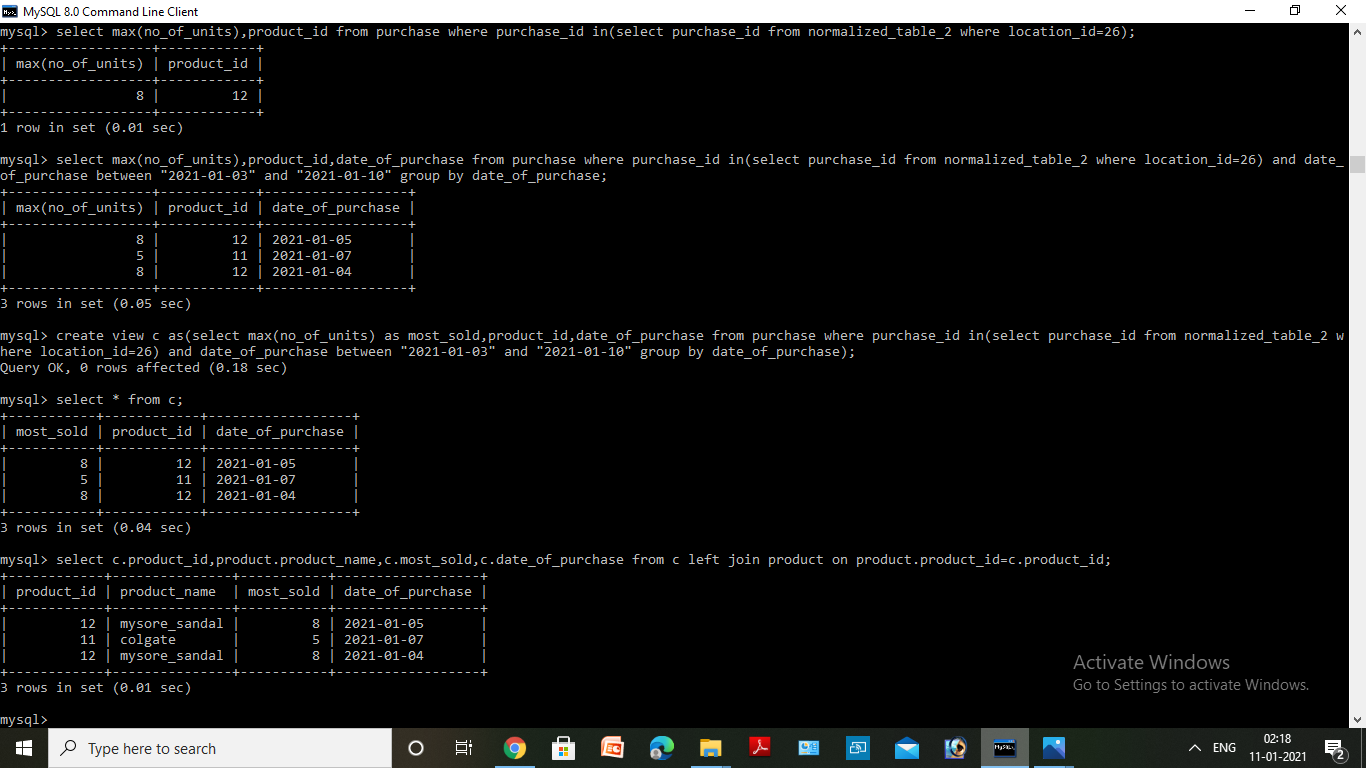 MySQL 8.0 Command Line Client
mysql> select max(no_of_units),product_id from purchase where purchase_id in(select purchase_id from normalized_table_2 where location_id=26);
+------------------+------------+
| max(no_of_units) | product_id |
+------------------+------------+
|                8 |         12 |
+------------------+------------+
1 row in set (0.01 sec)
mysql> select max(no_of_units),product_id,date_of_purchase from purchase where purchase_id in(select purchase_id from normalized_table_2 where location_id=26) and date_
of_purchase between "2021-01-03" and "2021-01-10" group by date_of_purchase;
+------------------+------------+------------------+
| max(no_of_units) | product_id | date_of_purchase |
+------------------+------------+------------------+
|                8 |         12 | 2021-01-05       |
|                5 |         11 | 2021-01-07       |
|                8 |         12 | 2021-01-04       |
+------------------+------------+------------------+
3 rows in set (0.05 sec)
mysql> create view c as(select max(no_of_units) as most_sold,product_id,date_of_purchase from purchase where purchase_id in(select purchase_id from normalized_table_2 w
here location_id=26) and date_of_purchase between "2021-01-03" and "2021-01-10" group by date_of_purchase);
Query OK, 0 rows affected (0.18 sec)
mysql> select * from c;
+-----------+------------+------------------+
| most_sold | product_id | date_of_purchase |
+-----------+------------+------------------+
|         8 |         12 | 2021-01-05       |
|         5 |         11 | 2021-01-07       |
|         8 |         12 | 2021-01-04       |
+-----------+------------+------------------+
3 rows in set (0.04 sec)
mysql> select c.product_id,product.product_name,c.most_sold,c.date_of_purchase from c left join product on product.product_id=c.product_id;
+------------+---------------+-----------+------------------+
| product_id | product_name  | most_sold | date_of_purchase |
+------------+---------------+-----------+------------------+
|         12 | mysore_sandal |         8 | 2021-01-05       |
|         11 | colgate       |         5 | 2021-01-07       |
|         12 | mysore_sandal |         8 | 2021-01-04       |
+------------+---------------+-----------+------------------+
3 rows in set (0.01 sec)
mysql>
Activate Windows
Go to Settings to activate Windows.
Type here to search
ENG
02:18
11-01-2021
2